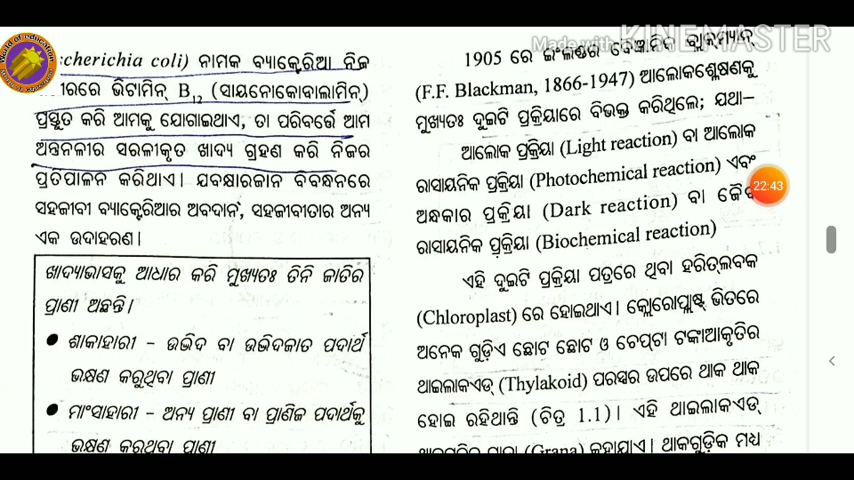 World of education
cherichia coli) ନାମକ ବ୍ୟାକ୍ଟେରିଆ ନିଜ
ରରେ ଭିଟାମିନ୍ B12 (ସାୟନୋକୋବାଲାମିନ୍)
ପ୍ରସ୍ତୁତ କରି ଆମକୁ ଯୋଗାଇଥାଏ, ତା ପରିବର୍ତ୍ତେ ଆମ
ଅନ୍ତନଳୀର ସରଳୀକୃତ ଖାଦ୍ୟ ଗ୍ରହଣ କରି ନିଜର
ପ୍ରତିପାଳନ କରିଥାଏ। ଯବକ୍ଷାରଜାନ ବିବନ୍ଧନରେ
ସହଜୀବୀ ବ୍ୟାକ୍ଟେରିଆର ଅବଦାନ, ସହଜୀବୀତାର ଅନ୍ୟ
ଏକ ଉଦାହରଣ।
ଖାଦ୍ୟାଭାସକୁ ଆଧାର କରି ମୁଖ୍ୟତଃ ତିନି ଜାତିର
ପ୍ରାଣୀ ଅଛନ୍ତି।
● ଶାକାହାରୀ – ଉଦ୍ଭିଦ ବା ଉଦ୍ଭିଦଜାତ ପଦାର୍ଥ
ଭକ୍ଷଣ କରୁଥିବା ପ୍ରାଣୀ
● ମାଂସାହାରୀ – ଅନ୍ୟ ପ୍ରାଣୀ ବା ପ୍ରାଣିଜ ପଦାର୍ଥକୁ
ଭକ୍ଷଣ କରୁଥିବା ପ୍ରାଣୀ
Made with KINEMASTER
1905 ରେ ଇଂଲଣ୍ଡର ବୈଜ୍ଞାନିକ ବ୍ଲାକ୍‌ମ୍ୟାନ୍
(F.F. Blackman, 1866-1947) ଆଲୋକଶ୍ଳେଷଣକୁ
ମୁଖ୍ୟତଃ ଦୁଇଟି ପ୍ରକ୍ରିୟାରେ ବିଭକ୍ତ କରିଥିଲେ; ଯଥା–
ଆଲୋକ ପ୍ରକ୍ରିୟା (Light reaction) ବା ଆଲୋକ
ରାସାୟନିକ ପ୍ରକ୍ରିୟା (Photochemical reaction) ଏବଂ
ଅନ୍ଧକାର ପ୍ରକ୍ରିୟା (Dark reaction) ବା ଜୈବ
ରାସାୟନିକ ପ୍ରକ୍ରିୟା (Biochemical reaction)
22:43
ଏହି ଦୁଇଟି ପ୍ରକ୍ରିୟା ପତ୍ରରେ ଥିବା ହରିତ୍‌ଲବକ
(Chloroplast) ରେ ହୋଇଥାଏ। କ୍ଲୋରୋପ୍ଲାଷ୍ଟ ଭିତରେ
ଅନେକ ଗୁଡ଼ିଏ ଛୋଟ ଛୋଟ ଓ ଚେପ୍‌ଟା ଟଙ୍କାଆକୃତିର
ଥାଇଲାକଏଡ୍ (Thylakoid) ପରସ୍ପର ଉପରେ ଥାକ ଥାକ
ହୋଇ ରହିଥାନ୍ତି (ଚିତ୍ର 1.1)। ଏହି ଥାଇଲାକଏଡ୍
(Grana) କୁହାଯାଏ। ଥାକଗୁଡ଼ିକ ମଧ୍ୟ